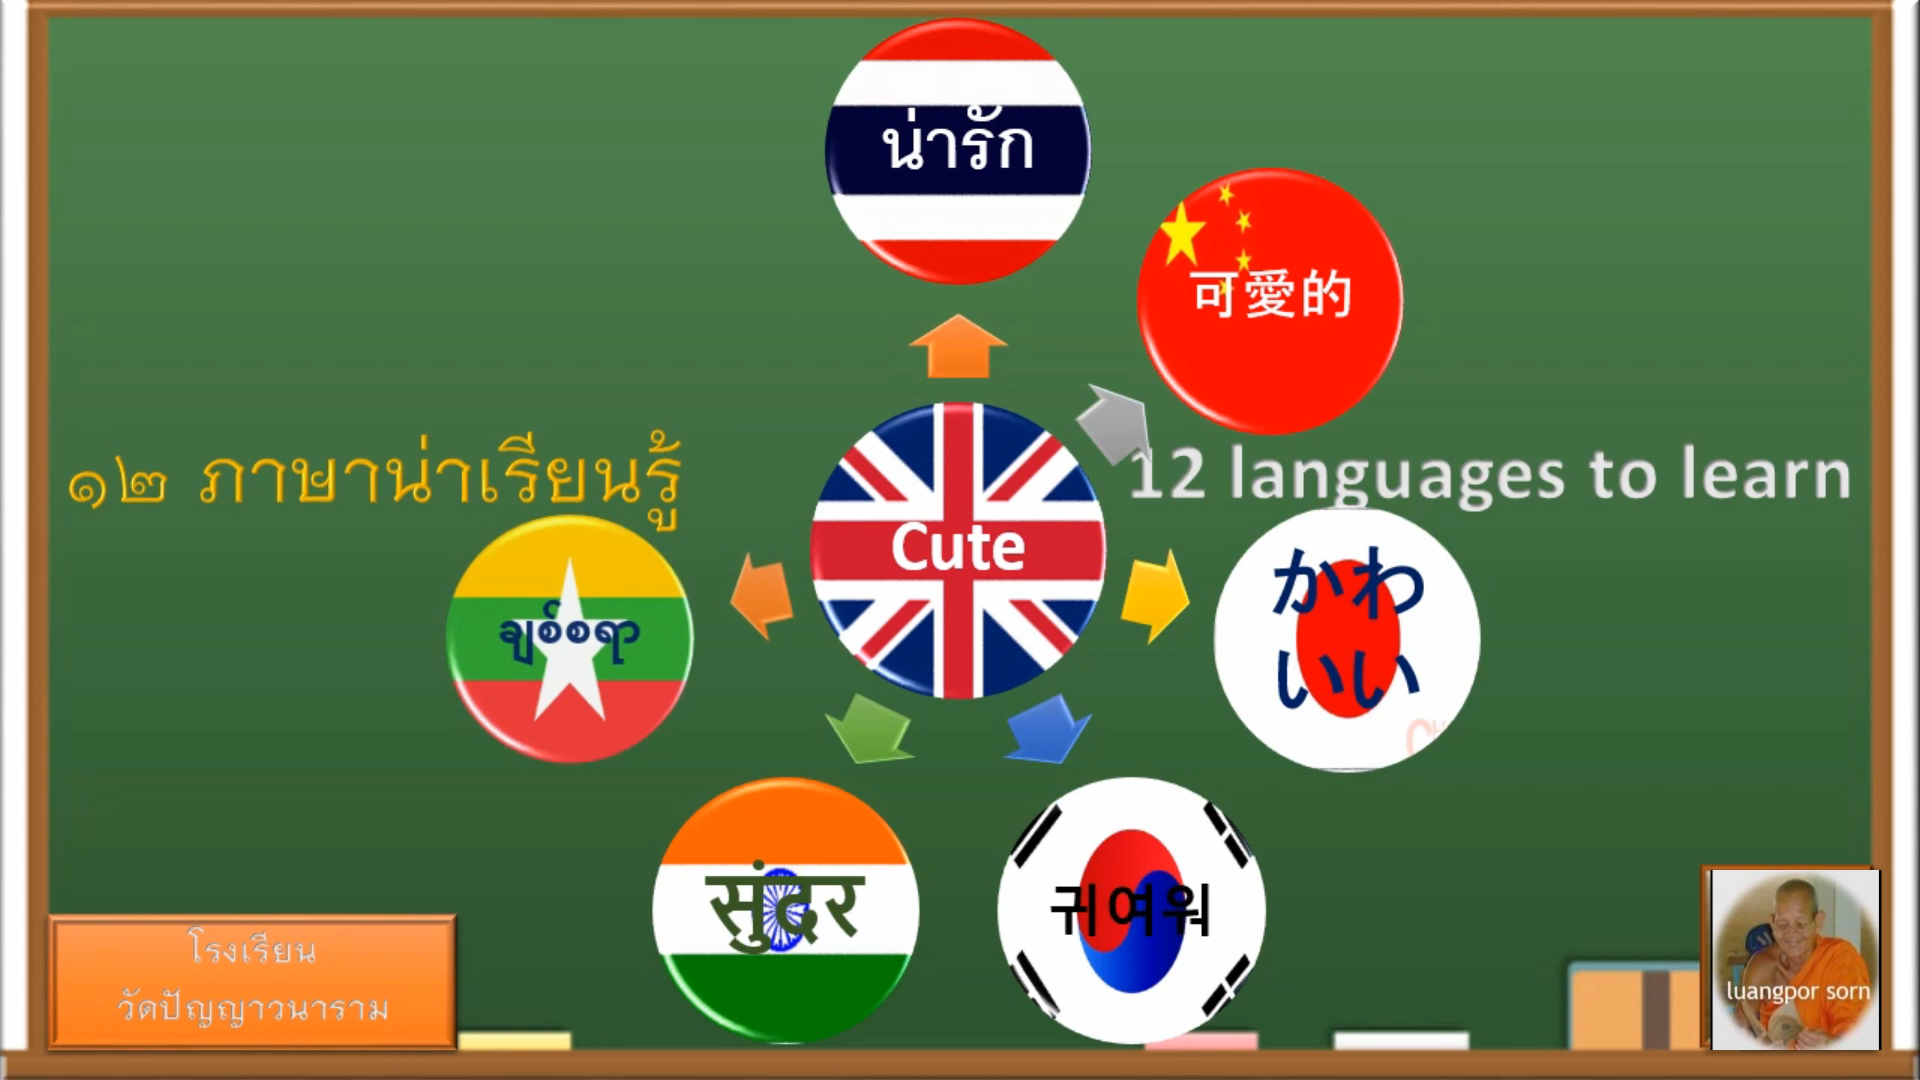 น่ารัก
可愛的
๑๒ ภาษาน่าเรียนรู้
12 languages to learn
Cute
かわ
いい
ချစ်စရာ
सुंदर
귀여워
โรงเรียน
วัดปัญญาวนาราม
luangpor sorn